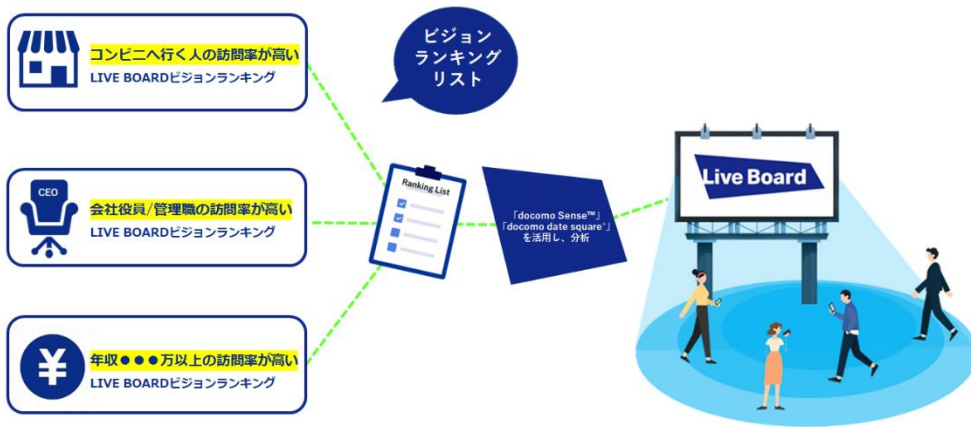 コンビニへ行く人の訪問率が高い
LIVE BOARDビジョンランキング
CEO
会社役員/管理職の訪問率が高い
LIVE BOARDビジョンランキング
¥
年収●●●万以上の訪問率が高い
LIVE BOARDビジョンランキング
ビジョン
ランキング
リスト
Ranking List
「docomo Sense™」
「docomo date square*」
を活用し、分析
Live Board